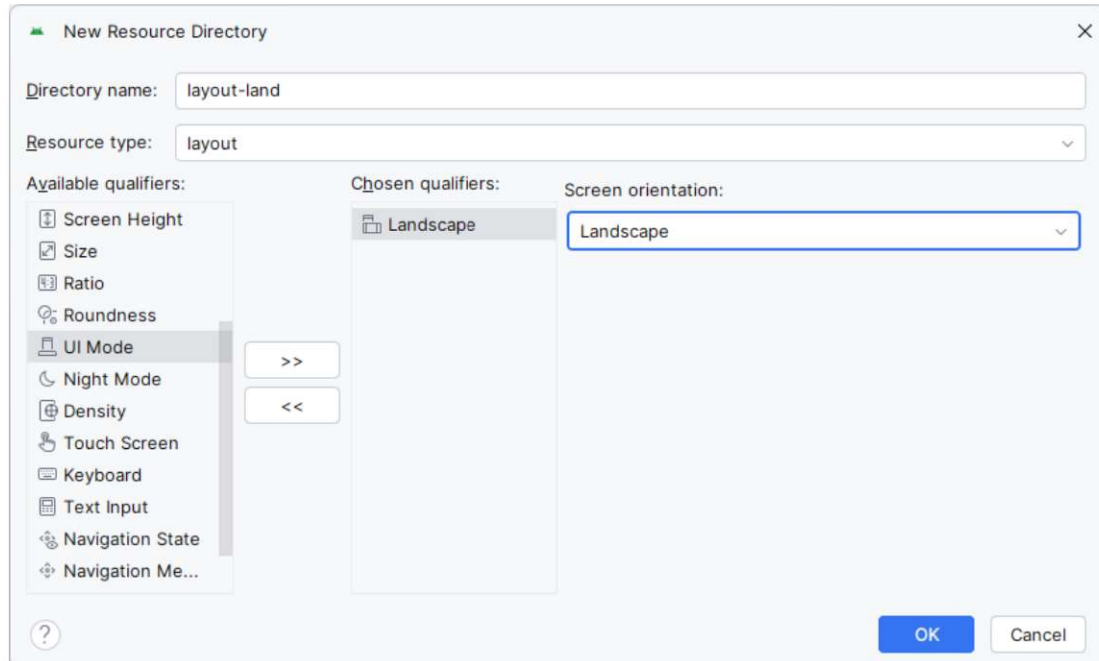 New Resource Directory
Directory name: layout-land
Resource type: layout
Available qualifiers:
Screen Height
Size
Ratio
Roundness
UI Mode
Night Mode
Density
Touch Screen
Keyboard
Text Input
Navigation State
Navigation Me...
>>
<<
Chosen qualifiers:
Landscape
Screen orientation:
Landscape
?
OK
Cancel